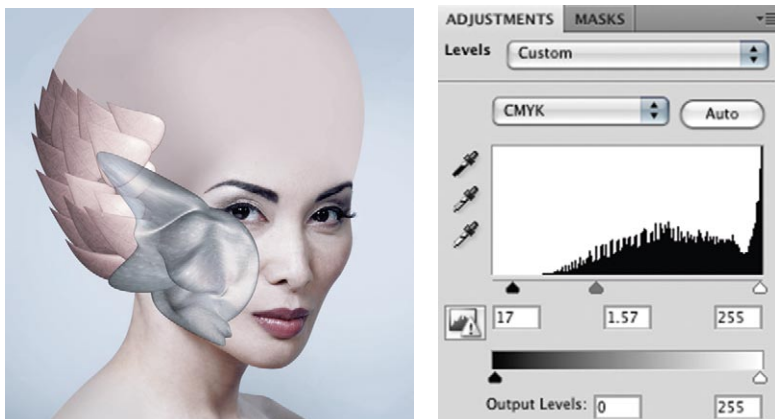 ADJUSTMENTS MASKS
Levels Custom
CMYK Auto
17 1.57 255
Output Levels: 0 255